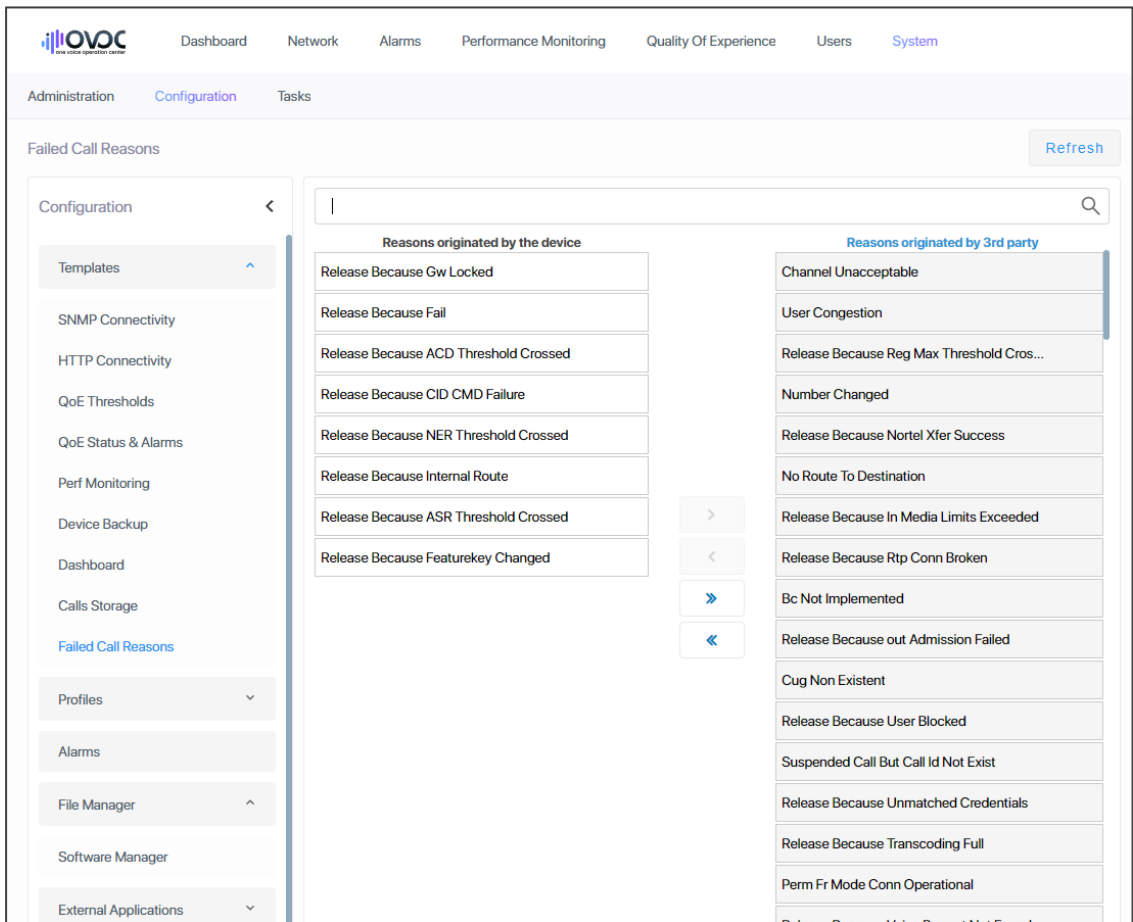 OVOC
one voice operation center
Dashboard Network Alarms Performance Monitoring Quality Of Experience Users System
Administration Configuration Tasks
Failed Call Reasons
Refresh
Configuration
Templates
SNMP Connectivity
HTTP Connectivity
QoE Thresholds
QoE Status & Alarms
Perf Monitoring
Device Backup
Dashboard
Calls Storage
Failed Call Reasons
Profiles
Alarms
File Manager
Software Manager
External Applications
Reasons originated by the device
Release Because Gw Locked
Release Because Fail
Release Because ACD Threshold Crossed
Release Because CID CMD Failure
Release Because NER Threshold Crossed
Release Because Internal Route
Release Because ASR Threshold Crossed
Release Because Featurekey Changed
Reasons originated by 3rd party
Channel Unacceptable
User Congestion
Release Because Reg Max Threshold Cros...
Number Changed
Release Because Nortel Xfer Success
No Route To Destination
Release Because In Media Limits Exceeded
Release Because Rtp Conn Broken
Bc Not Implemented
Release Because out Admission Failed
Cug Non Existent
Release Because User Blocked
Suspended Call But Call Id Not Exist
Release Because Unmatched Credentials
Release Because Transcoding Full
Perm Fr Mode Conn Operational